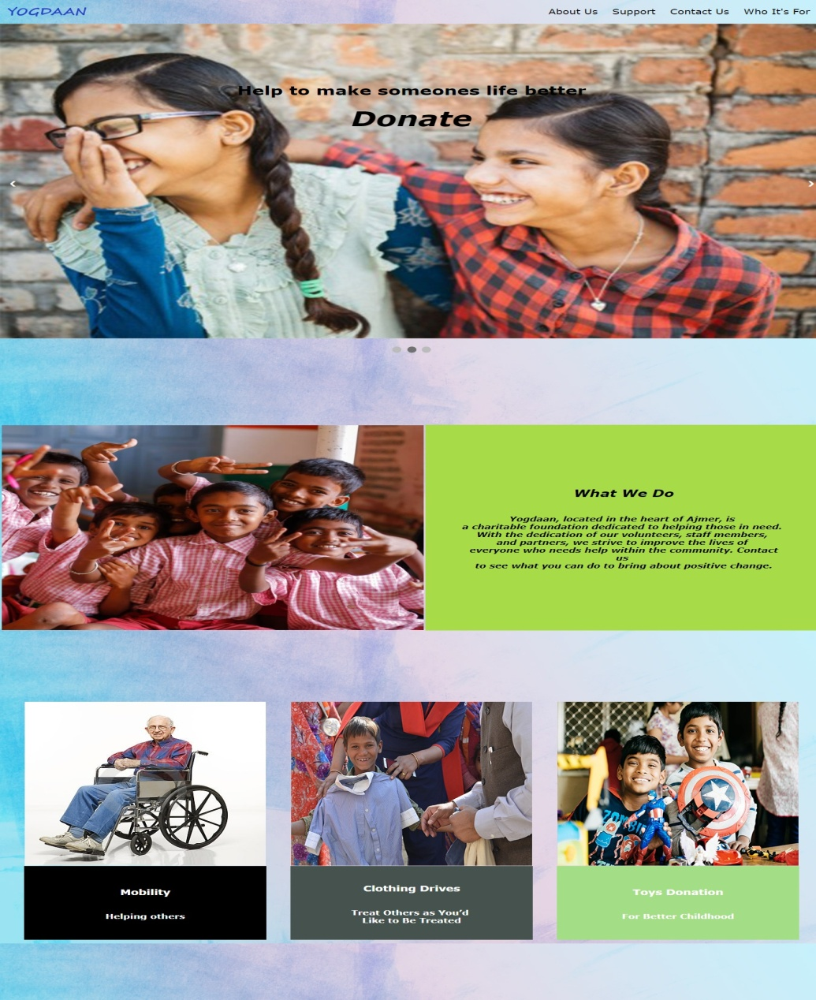 YOGDAAN
About Us Support Contact Us Who It's For
Help to make someones life better
Donate
What We Do
Yogdaan, located in the heart of Ajmer, is
a charitable foundation dedicated to helping those in need.
With the dedication of our volunteers, staff members,
and partners, we strive to improve the lives of
everyone who needs help within the community. Contact
us
to see what you can do to bring about positive change.
ZOMBIE
Mobility
Helping others
Clothing Drives
Treat Others as You'd
Like to Be Treated
Toys Donation
For Better Childhood